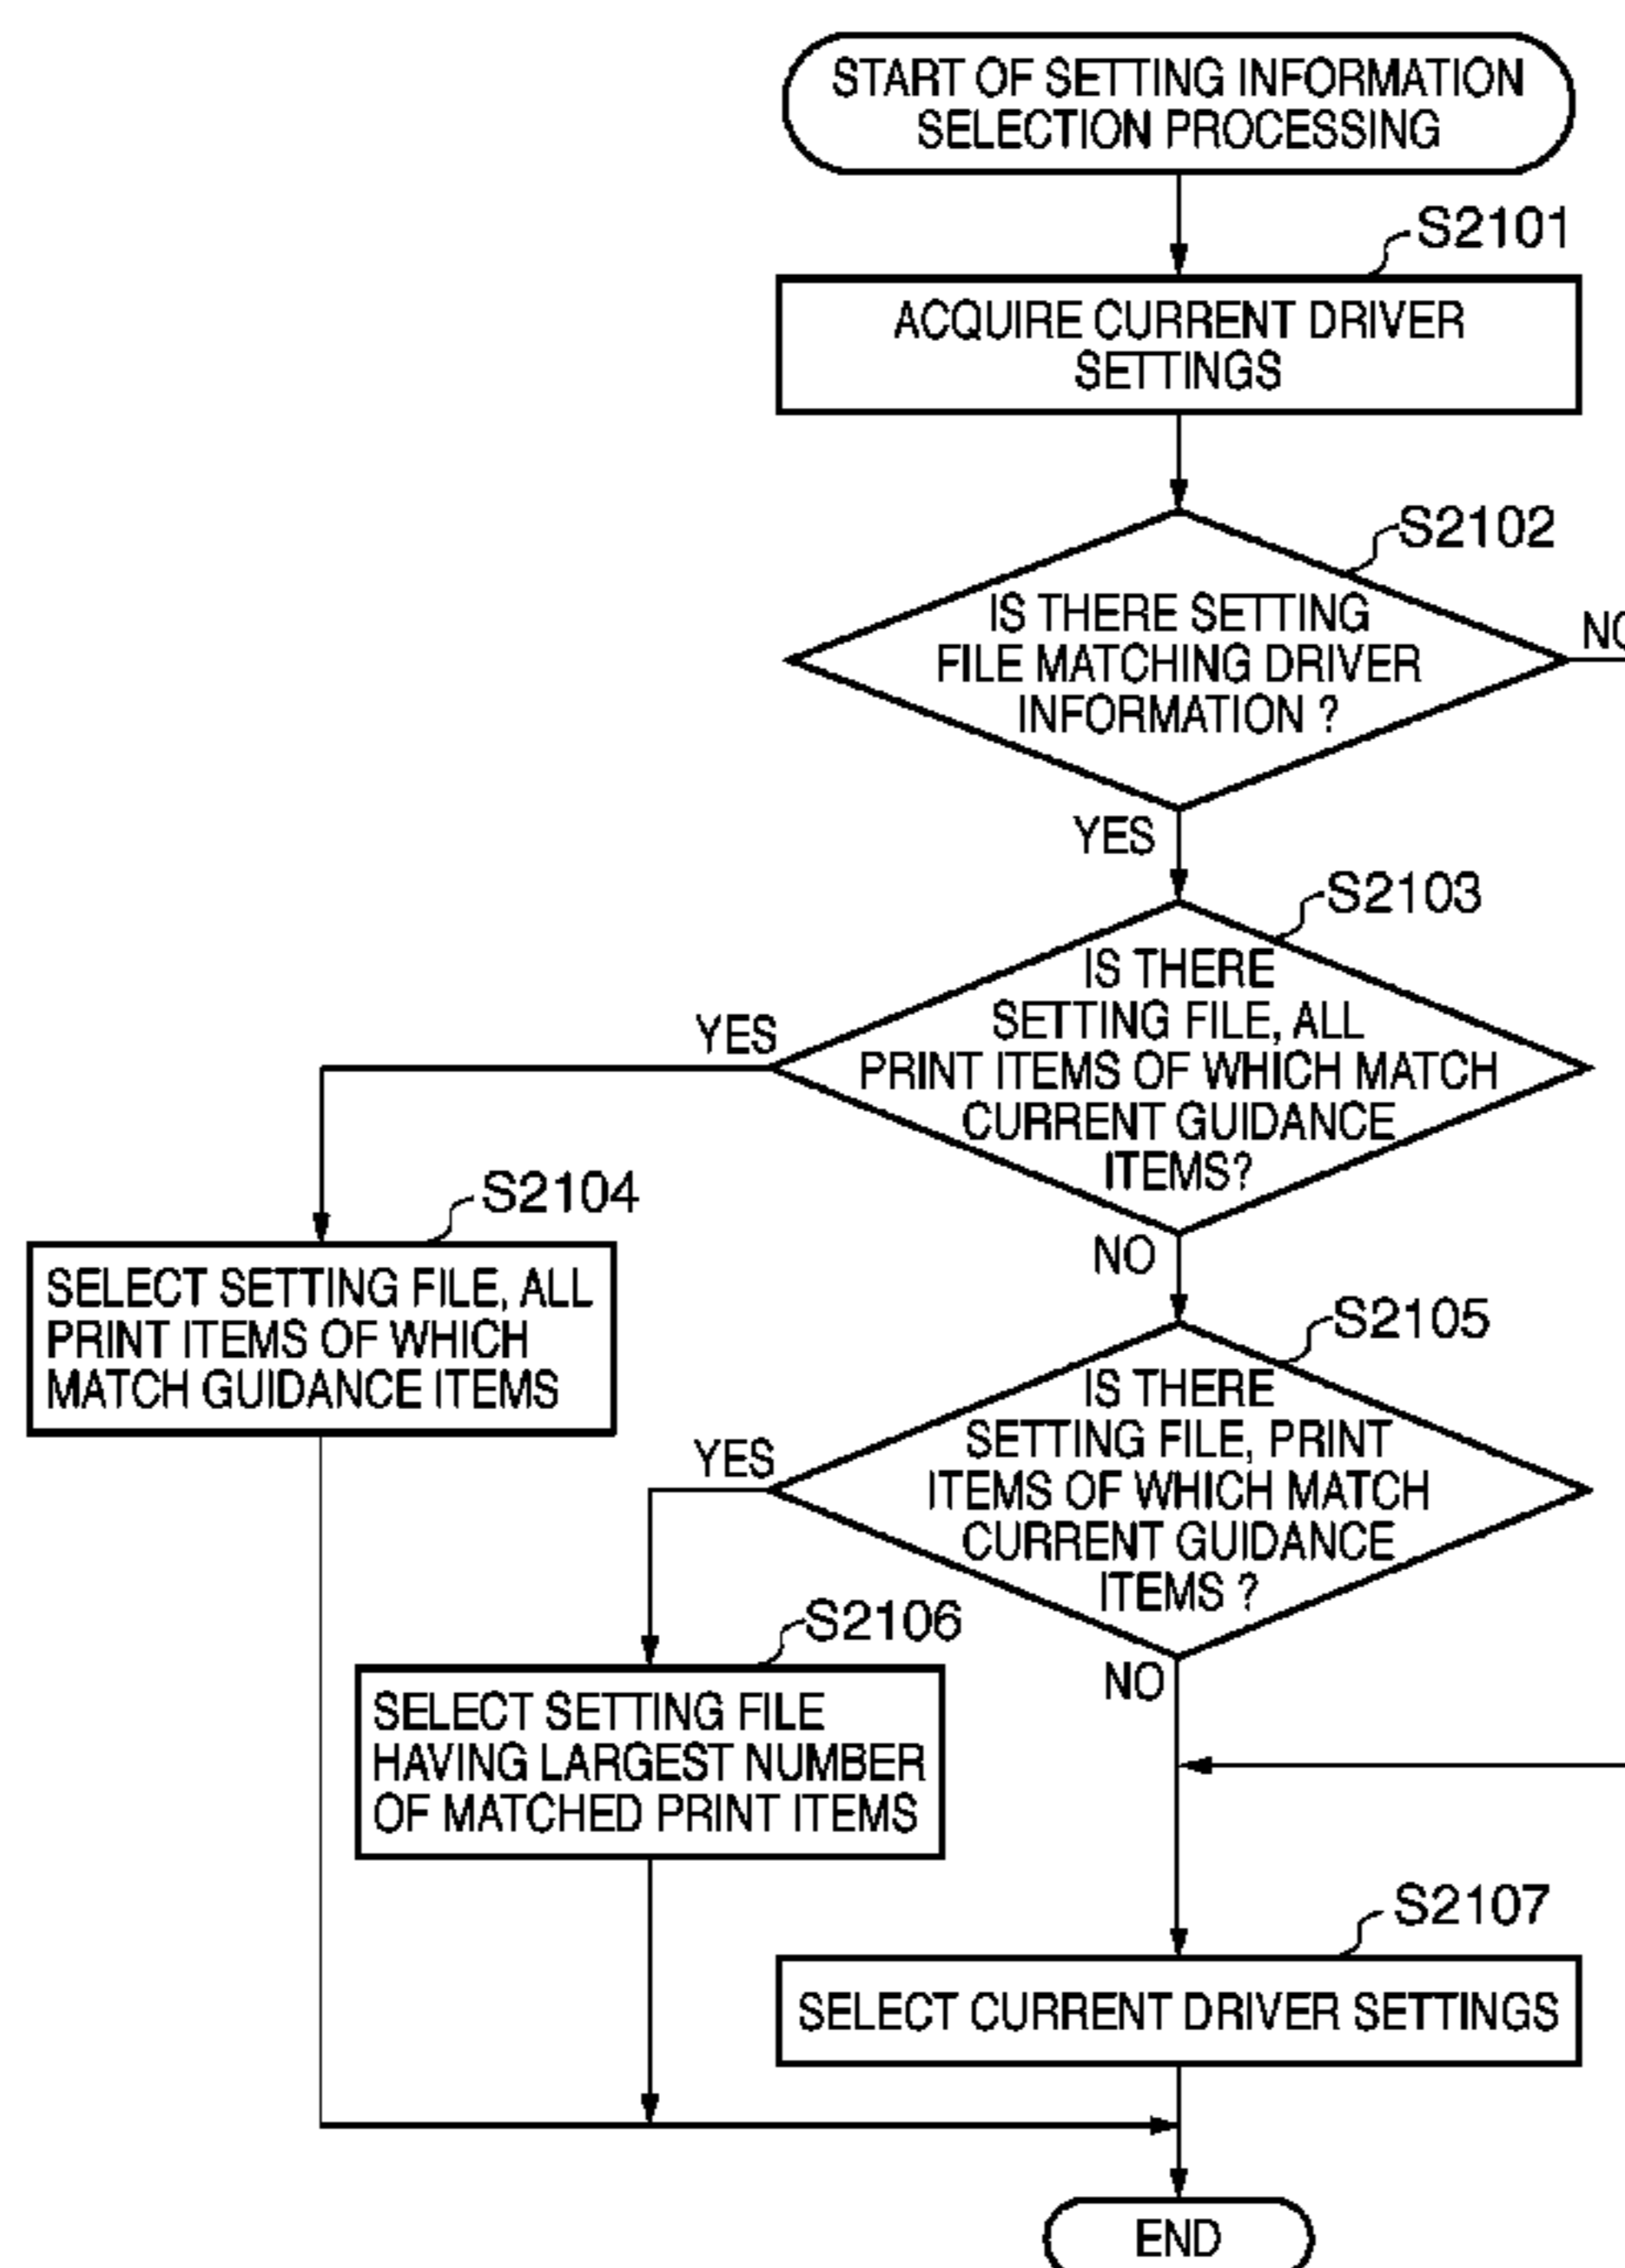 START OF SETTING INFORMATION
SELECTION PROCESSING
S2101
ACQUIRE CURRENT DRIVER
SETTINGS
S2102
IS THERE SETTING
FILE MATCHING DRIVER
INFORMATION ?
NO
YES
S2103
IS THERE
SETTING FILE, ALL
PRINT ITEMS OF WHICH MATCH
CURRENT GUIDANCE
ITEMS?
YES
NO
S2104
SELECT SETTING FILE, ALL
PRINT ITEMS OF WHICH
MATCH GUIDANCE ITEMS
S2105
IS THERE
SETTING FILE, PRINT
ITEMS OF WHICH MATCH
CURRENT GUIDANCE
ITEMS ?
YES
NO
S2106
SELECT SETTING FILE
HAVING LARGEST NUMBER
OF MATCHED PRINT ITEMS
S2107
SELECT CURRENT DRIVER SETTINGS
END